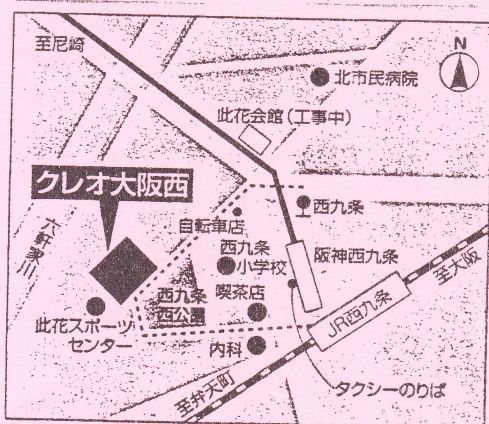 至尼崎
N
北市民病院
此花会館(工事中)
クレオ大阪西
六軒家川
自転車店
西九条
西九条
小学校
阪神西九条
至大阪
西九条
西公園
喫茶店
此花スポーツ
センター
JR西九条
内科
至弁天町
タクシーのりば